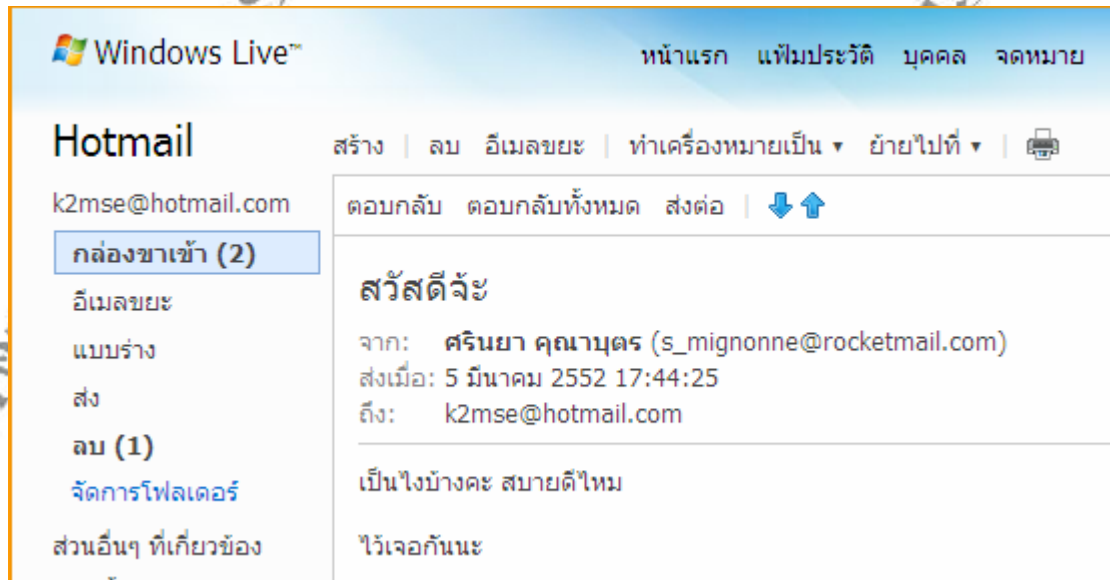 Windows Live™
หน้าแรก แฟ้มประวัติ บุคคล จดหมาย
Hotmail
สร้าง | ลบ อีเมลขยะ | ทำเครื่องหมายเป็น ย้ายไปที่ |
k2mse@hotmail.com
ตอบกลับ ตอบกลับทั้งหมด ส่งต่อ |
กล่องขาเข้า (2)
อีเมลขยะ
แบบร่าง
ส่ง
ลบ (1)
จัดการโฟลเดอร์
ส่วนอื่นๆ ที่เกี่ยวข้อง
สวัสดีจ้ะ
จาก: ศรินยา คุณาบุตร (s_mignonne@rocketmail.com)
ส่งเมื่อ: 5 มีนาคม 2552 17:44:25
ถึง: k2mse@hotmail.com
เป็นไงบ้างคะ สบายดีไหม
ไว้เจอกันนะ